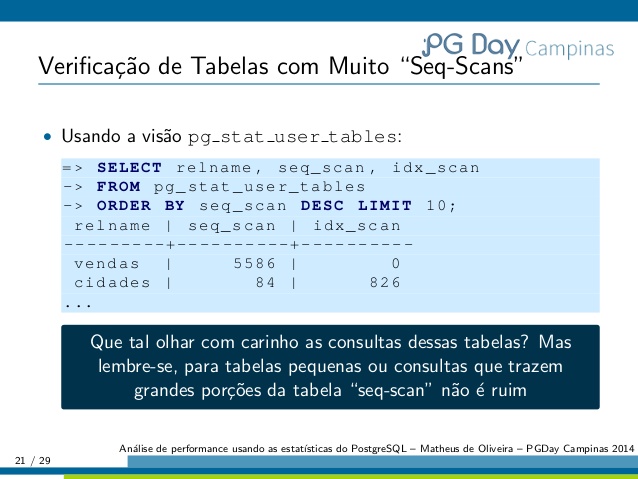 PG Day Campinas
Verificação de Tabelas com Muito “Seq-Scans”
• Usando a visão pg_stat_user_tables:
=> SELECT relname, seq_scan, idx_scan
-> FROM pg_stat_user_tables
-> ORDER BY seq_scan DESC LIMIT 10;
relname | seq_scan | idx_scan
---------+----------+----------
vendas | 5586 | 0
cidades | 84 | 826
...
Que tal olhar com carinho as consultas dessas tabelas? Mas
lembre-se, para tabelas pequenas ou consultas que trazem
grandes porções da tabela “seq-scan” não é ruim
Análise de performance usando as estatísticas do PostgreSQL – Matheus de Oliveira – PGDay Campinas 2014
21 / 29